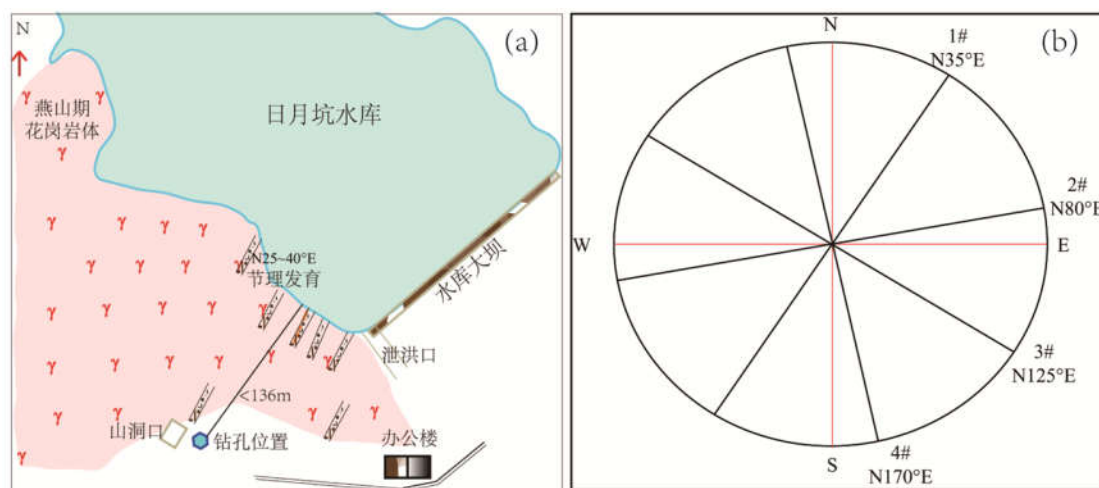 N
(a)
燕山期
花岗岩体
日月坑水库
N25~40°E
节理发育
水库大坝
泄洪口
<136m
山洞口
钻孔位置
办公楼
γ γ
γ
γ γ γ γ
γ γ γ γ
γ γ γ γ γ
γ γ γ γ γ γ
γ γ γ γ
γ
(b)
N
1#
N35°E
2#
N80°E
W
E
3#
N125°E
4#
N170°E
S